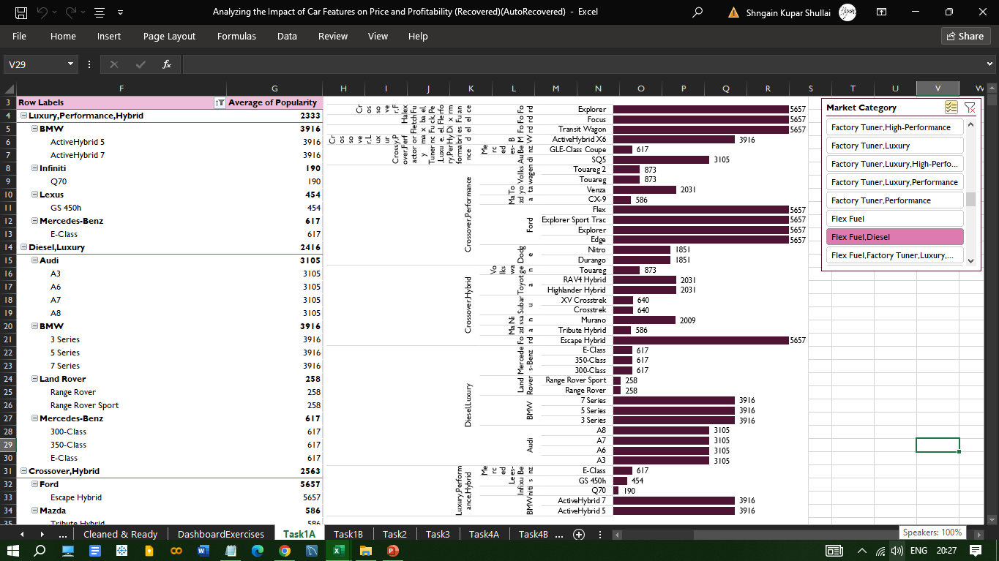 Analyzing the Impact of Car Features on Price and Profitability (Recovered)(AutoRecovered) - Excel
Shngain Kupar Shullai
File Home Insert Page Layout Formulas Data Review View Help
Share
V29
fx
F G H I J K L M N O P Q R S T U V W
3 Row Labels Average of Popularity
4 Luxury,Performance,Hybrid 2333
5 BMW 3916
6 ActiveHybrid 5 3916
7 ActiveHybrid 7 3916
8 Infiniti 190
9 Q70 190
10 Lexus 454
11 GS 450h 454
12 Mercedes-Benz 617
13 E-Class 617
14 Diesel,Luxury 2416
15 Audi 3105
16 A3 3105
17 A6 3105
18 A7 3105
19 A8 3105
20 BMW 3916
21 3 Series 3916
22 5 Series 3916
23 7 Series 3916
24 Land Rover 258
25 Range Rover 258
26 Range Rover Sport 258
27 Mercedes-Benz 617
28 300-Class 617
29 350-Class 617
30 E-Class 617
31 Crossover,Hybrid 2563
32 Ford 5657
33 Escape Hybrid 5657
34 Mazda 586
35 Tribute Hybrid 586
Explorer 5657
Focus 5657
Transit Wagon 5657
ActiveHybrid X6 3916
GLE-Class Coupe 617
SQ5 3105
Touareg 2 873
Touareg 873
Venza 2031
CX-9 586
Flex 5657
Explorer Sport Trac 5657
Explorer 5657
Edge 5657
Nitro 1851
Durango 1851
Touareg 873
RAV4 Hybrid 2031
Highlander Hybrid 2031
XV Crosstrek 640
Crosstrek 640
Murano 2009
Tribute Hybrid 586
Escape Hybrid 5657
E-Class 617
350-Class 617
300-Class 617
Range Rover Sport 258
Range Rover 258
7 Series 3916
5 Series 3916
3 Series 3916
A8 3105
A7 3105
A6 3105
A3 3105
E-Class 617
GS 450h 454
Q70 190
ActiveHybrid 7 3916
ActiveHybrid 5 3916
Crossover,Performance
Crossover,Hybrid
Diesel,Luxury
Luxury,Perform
ance,Hybrid
Ford
Land
Rover
BMW
Audi
BMW
Market Category
Factory Tuner,High-Performance
Factory Tuner,Luxury
Factory Tuner,Luxury,High-Perfo...
Factory Tuner,Luxury,Performance
Factory Tuner,Performance
Flex Fuel
Flex Fuel,Diesel
Flex Fuel,Factory Tuner,Luxury,...
... Cleaned & Ready DashboardExercises Task1A Task1B Task2 Task3 Task4A Task4B ...
Speakers: 100%
ENG 20:27